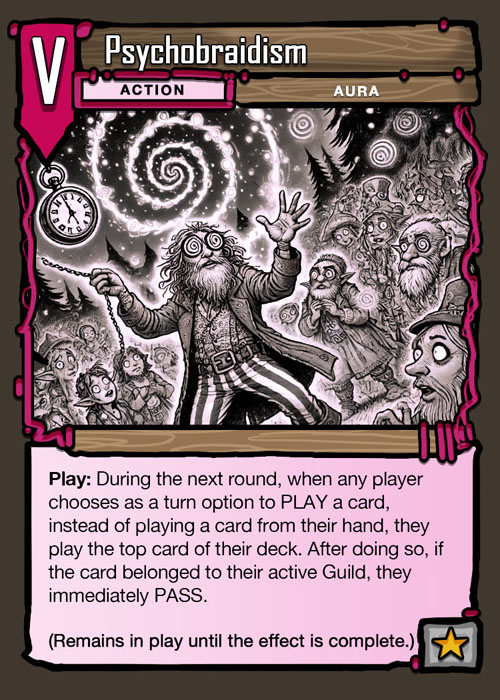 V
Psychobraidism
ACTION
AURA
Play: During the next round, when any player
chooses as a turn option to PLAY a card,
instead of playing a card from their hand, they
play the top card of their deck. After doing so, if
the card belonged to their active Guild, they
immediately PASS.
(Remains in play until the effect is complete.)